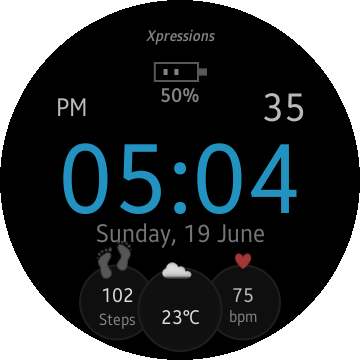 Xpressions
50%
PM 35
05:04
Sunday, 19 June
102 23°C 75
Steps bpm